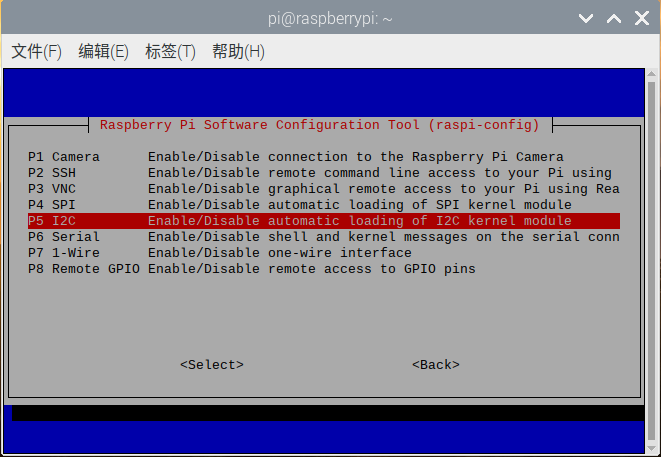 pi@raspberrypi: ~
文件(F) 编辑(E) 标签(T) 帮助(H)
Raspberry Pi Software Configuration Tool (raspi-config)
P1 Camera Enable/Disable connection to the Raspberry Pi Camera
P2 SSH Enable/Disable remote command line access to your Pi using
P3 VNC Enable/Disable graphical remote access to your Pi using Rea
P4 SPI Enable/Disable automatic loading of SPI kernel module
P5 I2C Enable/Disable automatic loading of I2C kernel module
P6 Serial Enable/Disable shell and kernel messages on the serial conn
P7 1-Wire Enable/Disable one-wire interface
P8 Remote GPIO Enable/Disable remote access to GPIO pins
<Select> <Back>